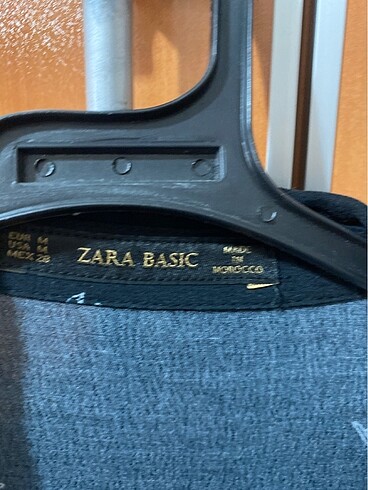 EUR M
USA M
MEX 28
ZARA BASIC
MADE
IN
MOROCCO